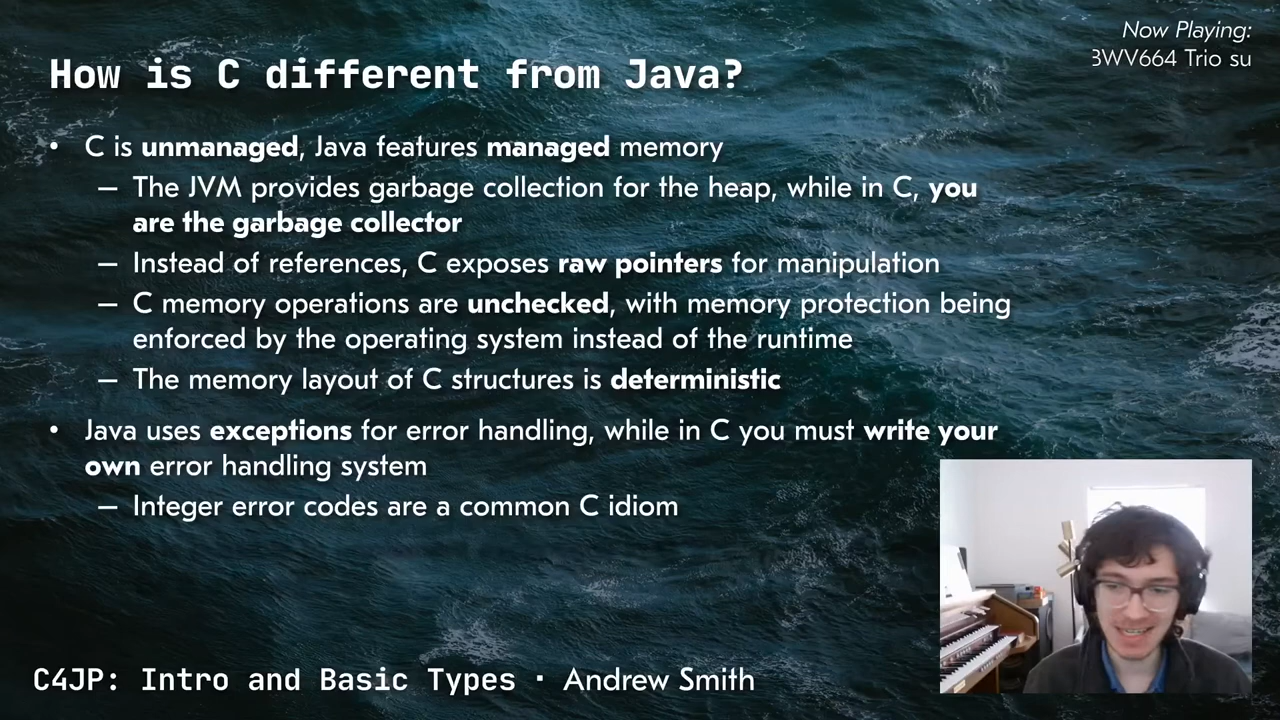 Now Playing:
BWV664 Trio su
How is C different from Java?
• C is unmanaged, Java features managed memory
– The JVM provides garbage collection for the heap, while in C, you
are the garbage collector
– Instead of references, C exposes raw pointers for manipulation
– C memory operations are unchecked, with memory protection being
enforced by the operating system instead of the runtime
– The memory layout of C structures is deterministic
• Java uses exceptions for error handling, while in C you must write your
own error handling system
– Integer error codes are a common C idiom
C4JP: Intro and Basic Types · Andrew Smith